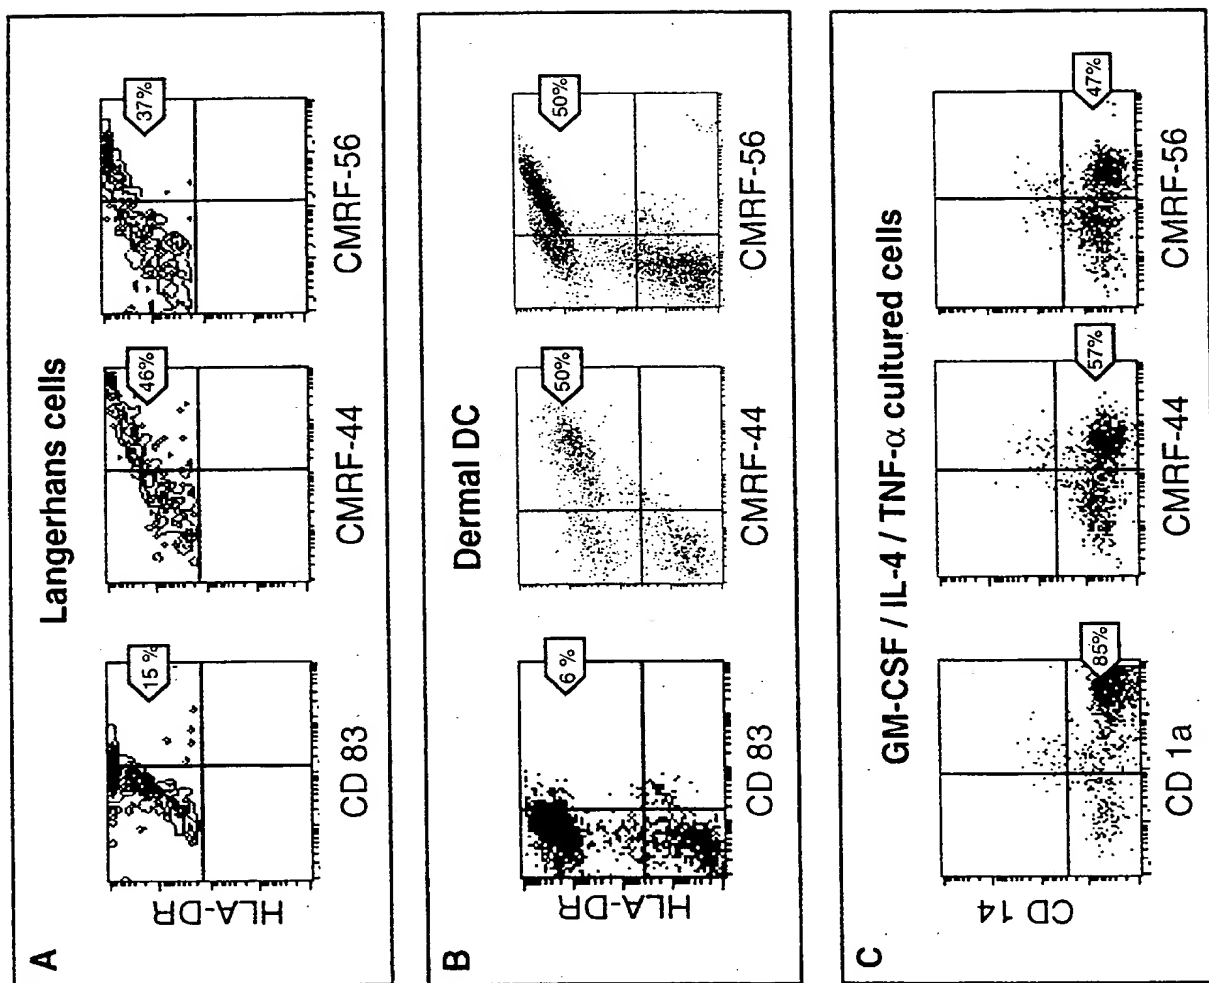 A
Langerhans cells
HLA-DR
15 %
46%
37%
CD 83
CMRF-44
CMRF-56
B
Dermal DC
HLA-DR
6 %
50%
50%
CD 83
CMRF-44
CMRF-56
C
GM-CSF / IL-4 / TNF-α cultured cells
CD 14
85%
57%
47%
CD 1a
CMRF-44
CMRF-56